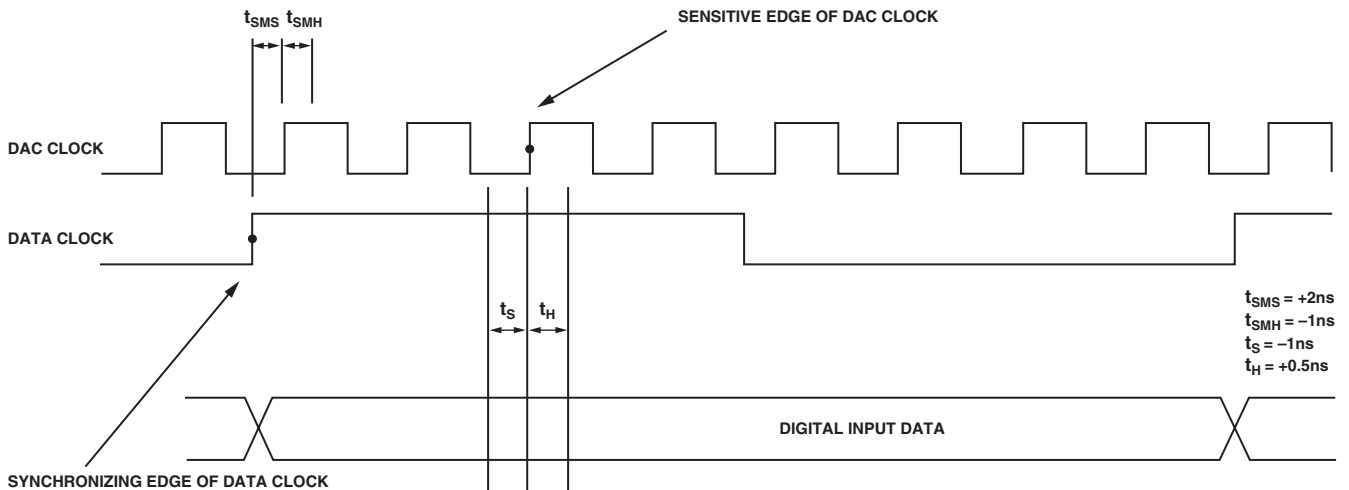 tSMS tSMH
SENSITIVE EDGE OF DAC CLOCK
DAC CLOCK
DATA CLOCK
tS tH
tSMS = +2ns
tSMH = –1ns
tS = –1ns
tH = +0.5ns
DIGITAL INPUT DATA
SYNCHRONIZING EDGE OF DATA CLOCK